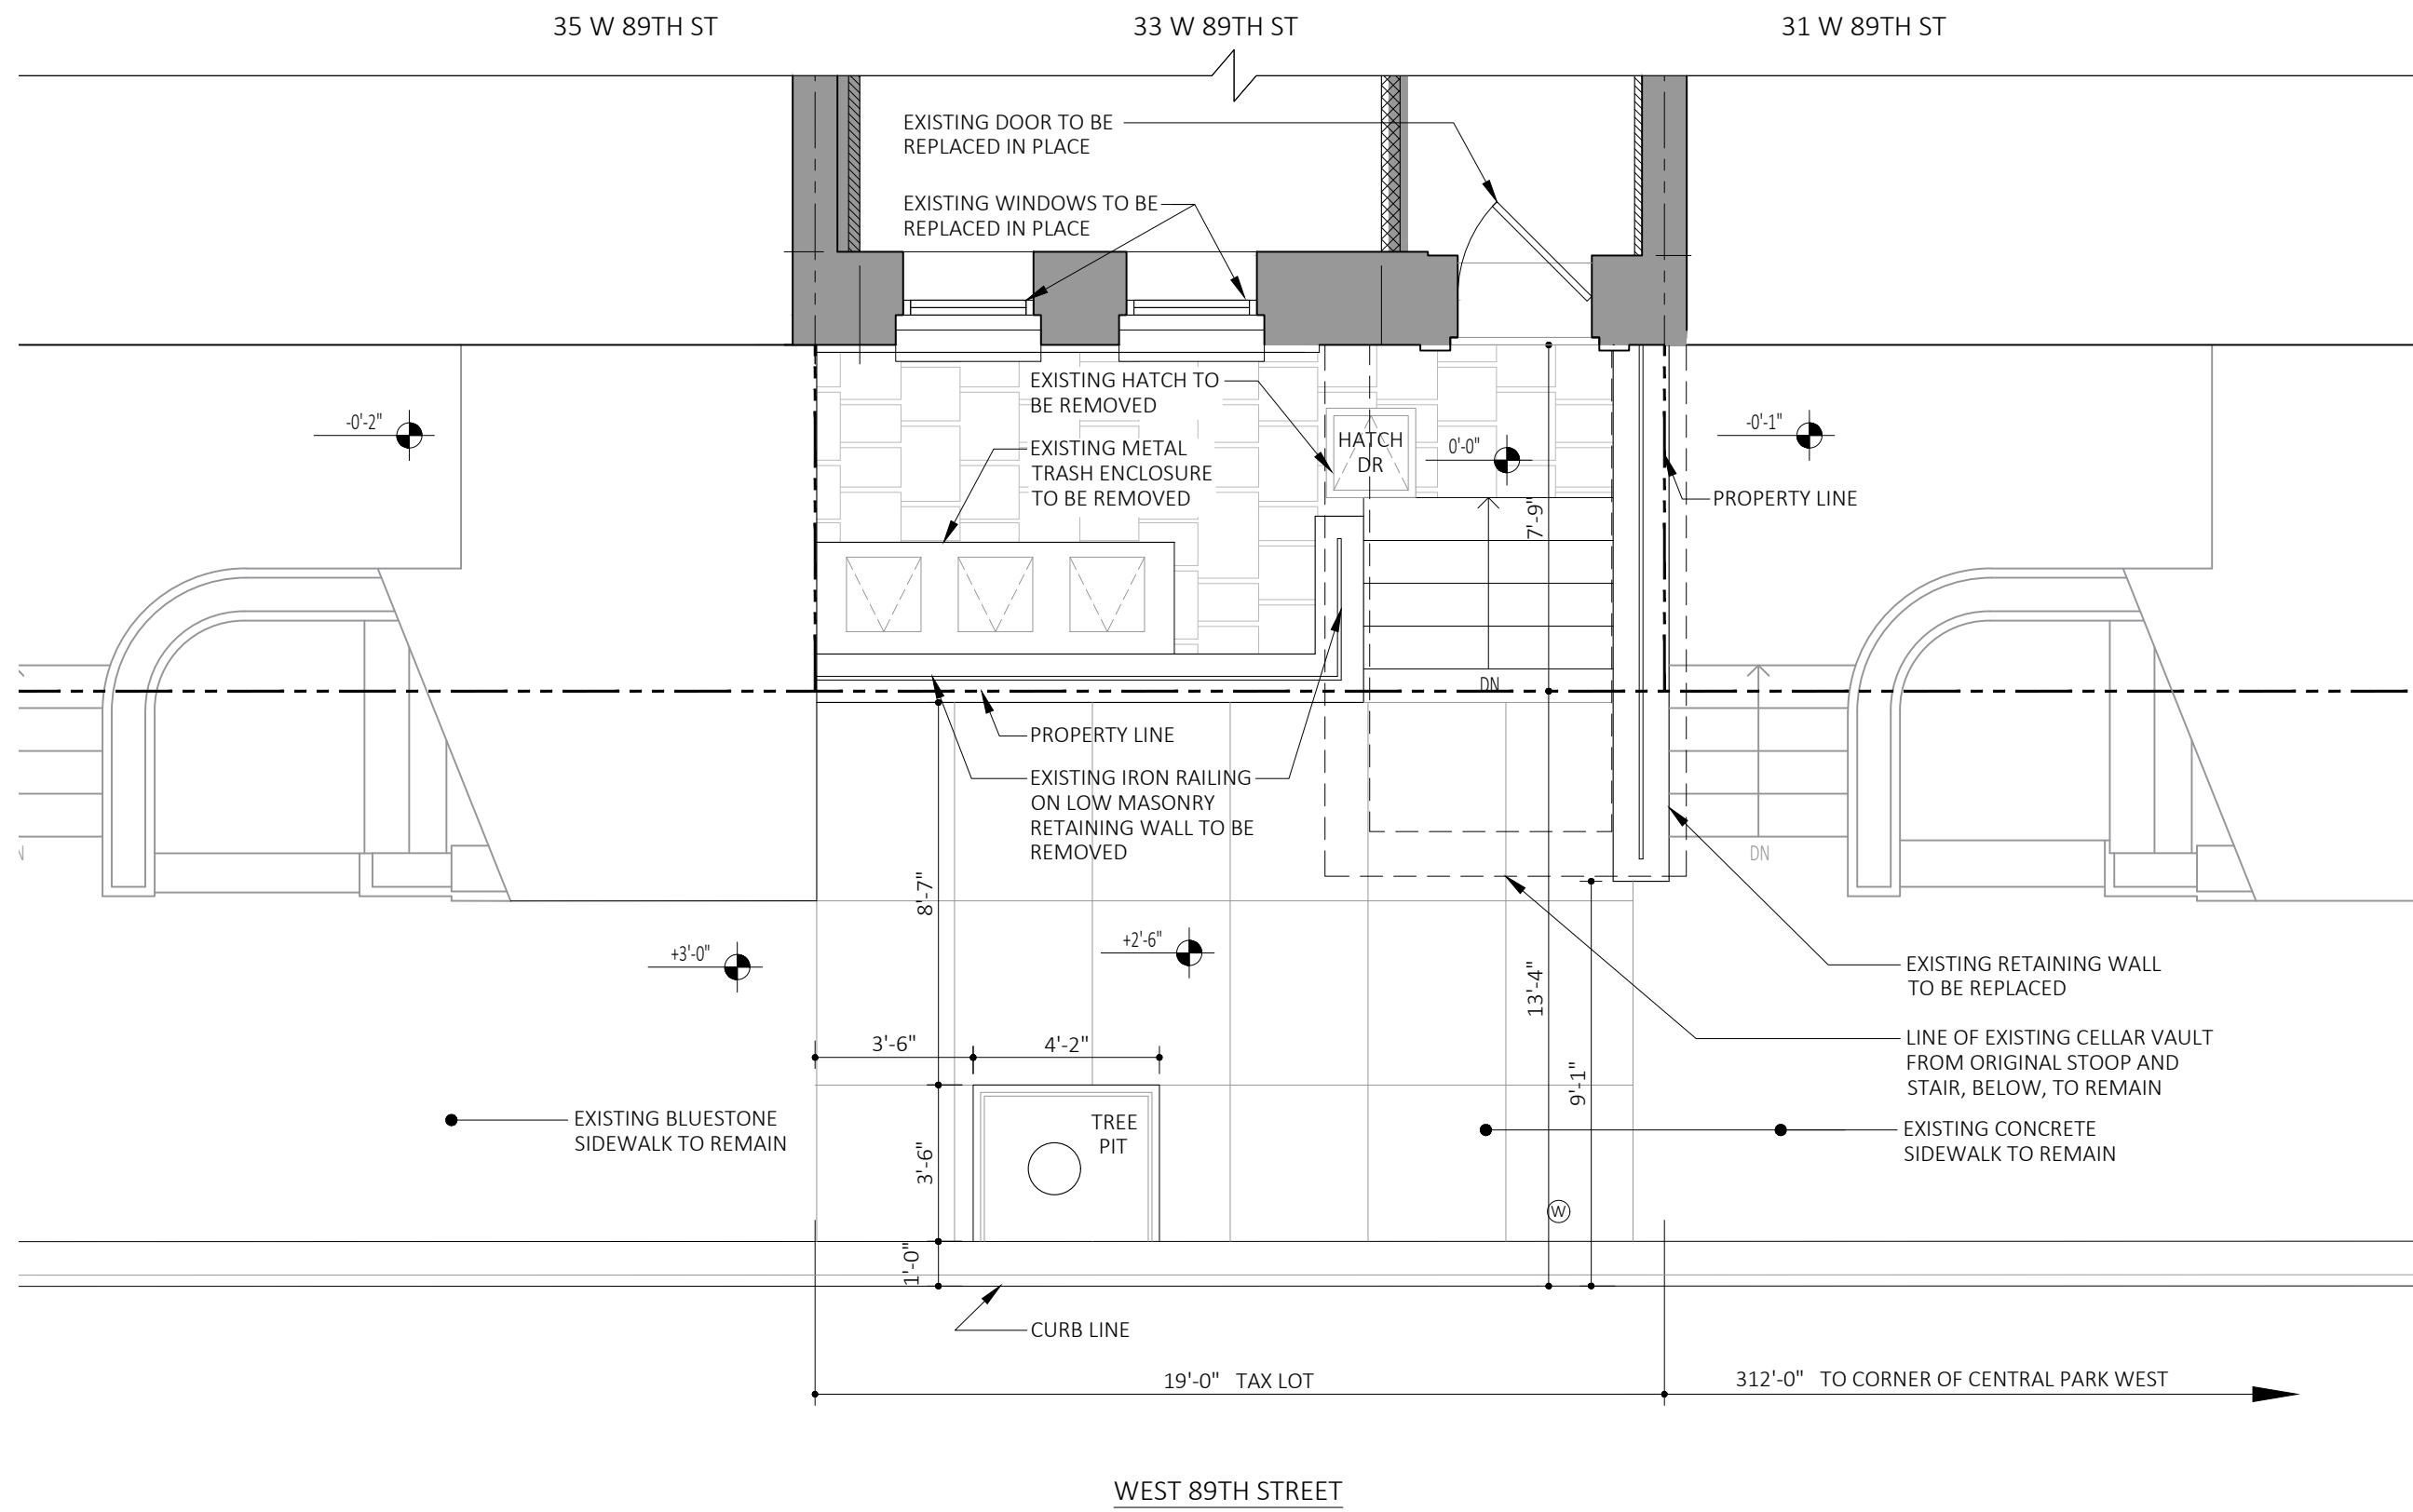 35 W 89TH ST
33 W 89TH ST
31 W 89TH ST
EXISTING DOOR TO BE
REPLACED IN PLACE
EXISTING WINDOWS TO BE
REPLACED IN PLACE
EXISTING HATCH TO
BE REMOVED
-0'-2"
-0'-1"
HATCH
DR
0'-0"
EXISTING METAL
TRASH ENCLOSURE
TO BE REMOVED
PROPERTY LINE
7'-9"
DN
PROPERTY LINE
EXISTING IRON RAILING
ON LOW MASONRY
RETAINING WALL TO BE
REMOVED
N
DN
8'-7"
+3'-0"
+2'-6"
13'-4"
EXISTING RETAINING WALL
TO BE REPLACED
3'-6"
4'-2"
9'-1"
LINE OF EXISTING CELLAR VAULT
FROM ORIGINAL STOOP AND
STAIR, BELOW, TO REMAIN
EXISTING BLUESTONE
SIDEWALK TO REMAIN
TREE
PIT
3'-6"
EXISTING CONCRETE
SIDEWALK TO REMAIN
W
1'-0"
CURB LINE
19'-0" TAX LOT
312'-0" TO CORNER OF CENTRAL PARK WEST
WEST 89TH STREET